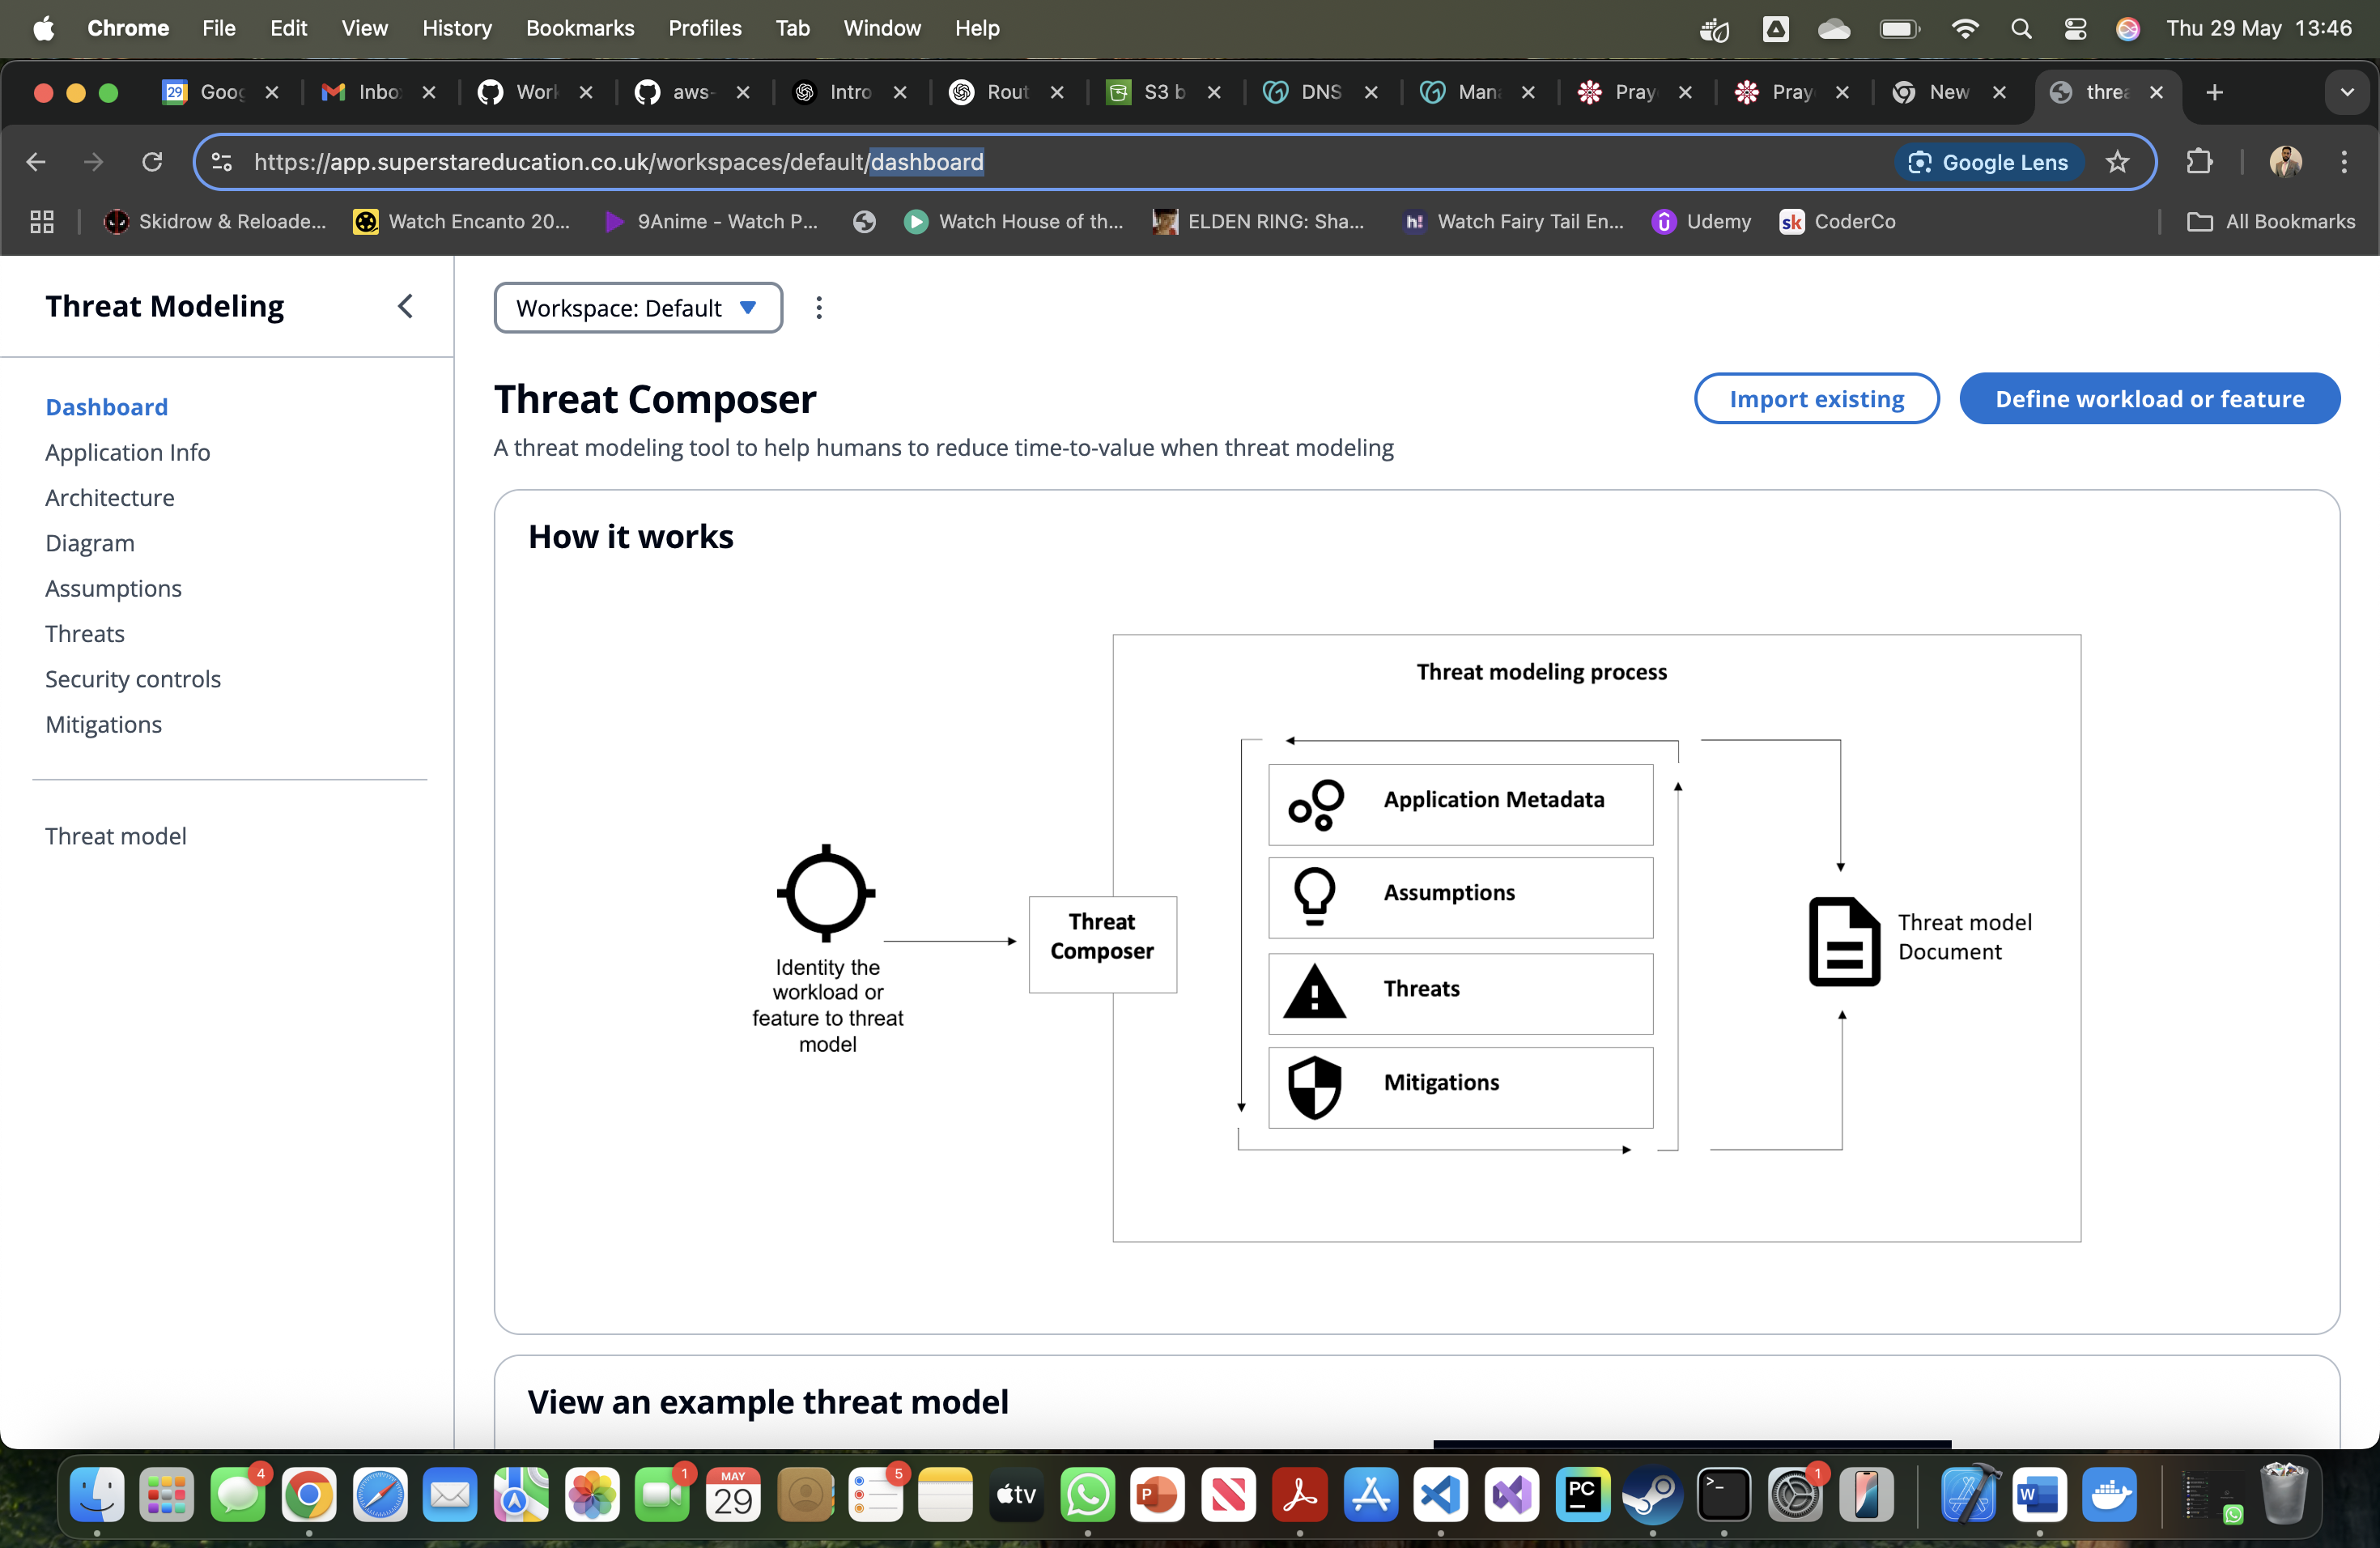 Chrome File Edit View History Bookmarks Profiles Tab Window Help Thu 29 May 13:46
29 Goog Inbo Work aws- Intro Rout S3 b DNS Man Pray Pray New threa
https://app.superstareducation.co.uk/workspaces/default/dashboard Google Lens
Skidrow & Reloade... Watch Encanto 20... 9Anime - Watch P... Watch House of th... ELDEN RING: Sha... h! Watch Fairy Tail En... Udemy sk CoderCo All Bookmarks
Threat Modeling
Workspace: Default
Dashboard
Application Info
Architecture
Diagram
Assumptions
Threats
Security controls
Mitigations
Threat model
Threat Composer
Import existing
Define workload or feature
A threat modeling tool to help humans to reduce time-to-value when threat modeling
How it works
Threat modeling process
Application Metadata
Assumptions
Threats
Mitigations
Identity the
workload or
feature to threat
model
Threat
Composer
Threat model
Document
View an example threat model
4 1 MAY 29 5 tv P PC >_ 1 W